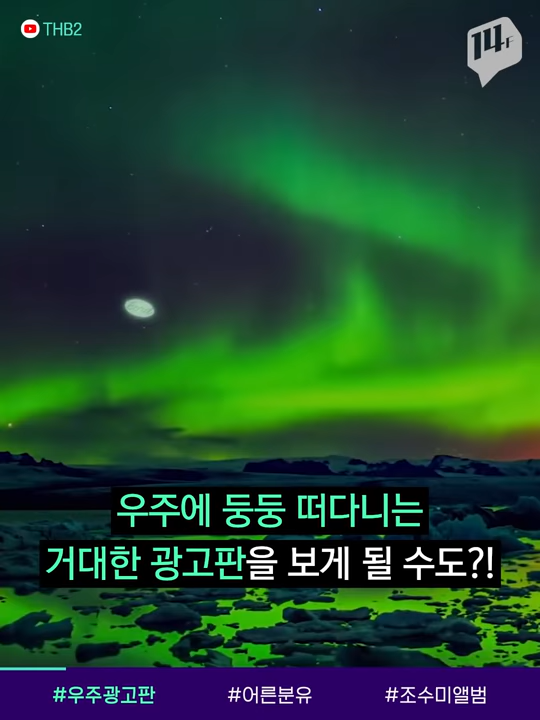 THB2
14F
우주에 둥둥 떠다니는
거대한 광고판을 보게 될 수도?!
#우주광고판
#어른분유
#조수미앨범